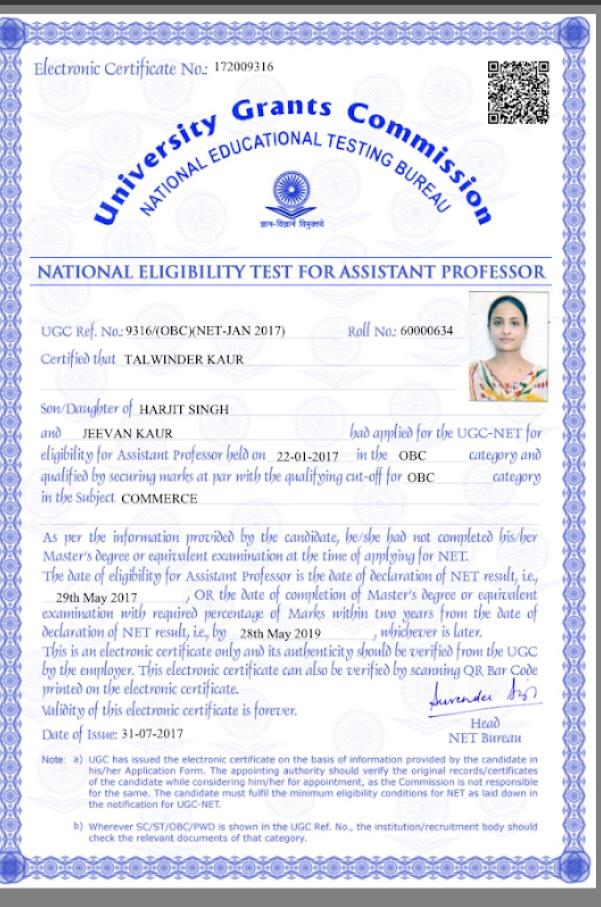 Electronic Certificate No.: 172009316
University Grants Commission
NATIONAL EDUCATIONAL TESTING BUREAU
ज्ञान-विज्ञानं विमुक्तये
NATIONAL ELIGIBILITY TEST FOR ASSISTANT PROFESSOR
UGC Ref. No.: 9316/(OBC)(NET-JAN 2017) Roll No.: 60000634
Certified that TALWINDER KAUR
Son/Daughter of HARJIT SINGH
and JEEVAN KAUR had applied for the UGC-NET for
eligibility for Assistant Professor held on 22-01-2017 in the OBC category and
qualified by securing marks at par with the qualifying cut-off for OBC category
in the Subject COMMERCE
As per the information provided by the candidate, he/she had not completed his/her
Master's degree or equivalent examination at the time of applying for NET.
The date of eligibility for Assistant Professor is the date of declaration of NET result, i.e.,
29th May 2017 , OR the date of completion of Master's degree or equivalent
examination with required percentage of Marks within two years from the date of
declaration of NET result, i.e., by 28th May 2019 , whichever is later.
This is an electronic certificate only and its authenticity should be verified from the UGC
by the employer. This electronic certificate can also be verified by scanning QR Bar Code
printed on the electronic certificate.
Validity of this electronic certificate is forever.
Date of Issue: 31-07-2017
Head
NET Bureau
Note: a) UGC has issued the electronic certificate on the basis of information provided by the candidate in
his/her Application Form. The appointing authority should verify the original records/certificates
of the candidate while considering him/her for appointment, as the Commission is not responsible
for the same. The candidate must fulfil the minimum eligibility conditions for NET as laid down in
the notification for UGC-NET.
b) Wherever SC/ST/OBC/PWD is shown in the UGC Ref. No., the institution/recruitment body should
check the relevant documents of that category.